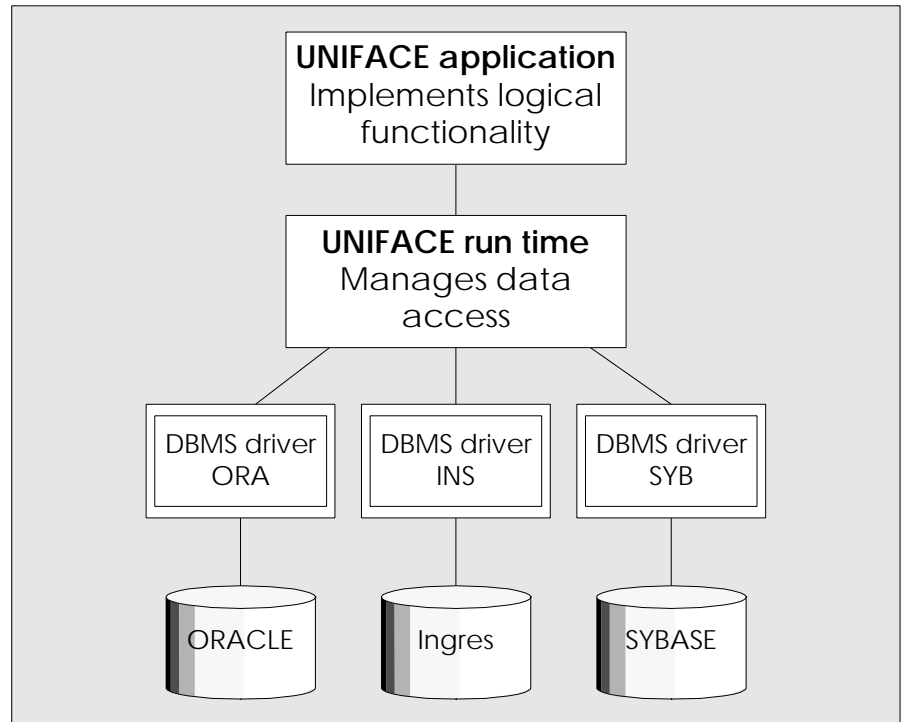 UNIFACE application
Implements logical
functionality
UNIFACE run time
Manages data
access
DBMS driver
ORA
DBMS driver
INS
DBMS driver
SYB
ORACLE
Ingres
SYBASE